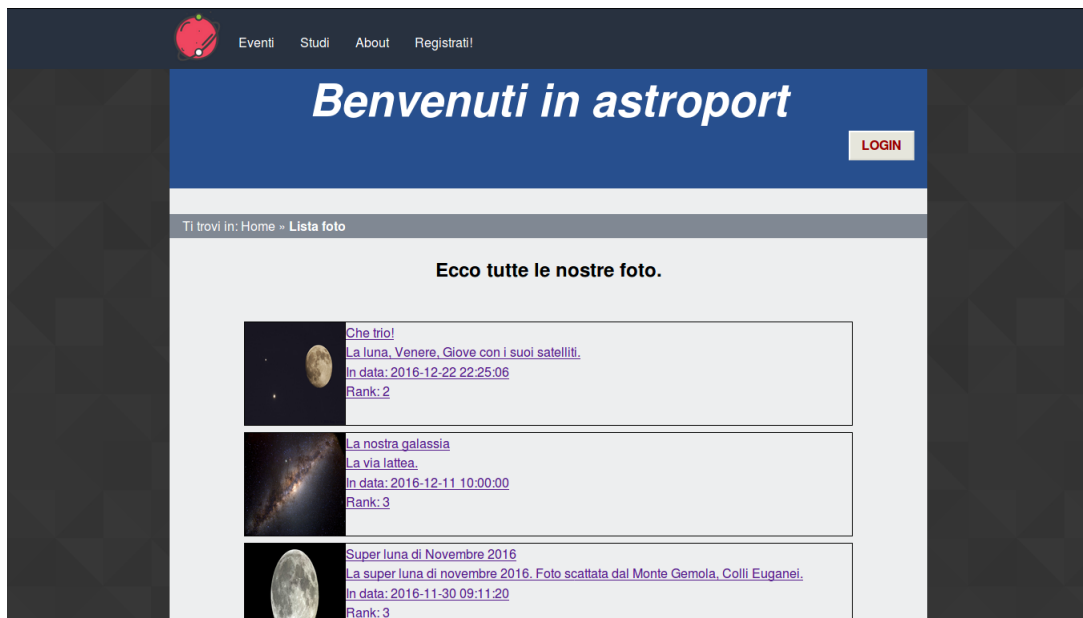 Eventi Studi About Registrati!
Benvenuti in astroport
LOGIN
Ti trovi in: Home » Lista foto
Ecco tutte le nostre foto.
Che trio!
La luna, Venere, Giove con i suoi satelliti.
In data: 2016-12-22 22:25:06
Rank: 2
La nostra galassia
La via lattea.
In data: 2016-12-11 10:00:00
Rank: 3
Super luna di Novembre 2016
La super luna di novembre 2016. Foto scattata dal Monte Gemola, Colli Euganei.
In data: 2016-11-30 09:11:20
Rank: 3